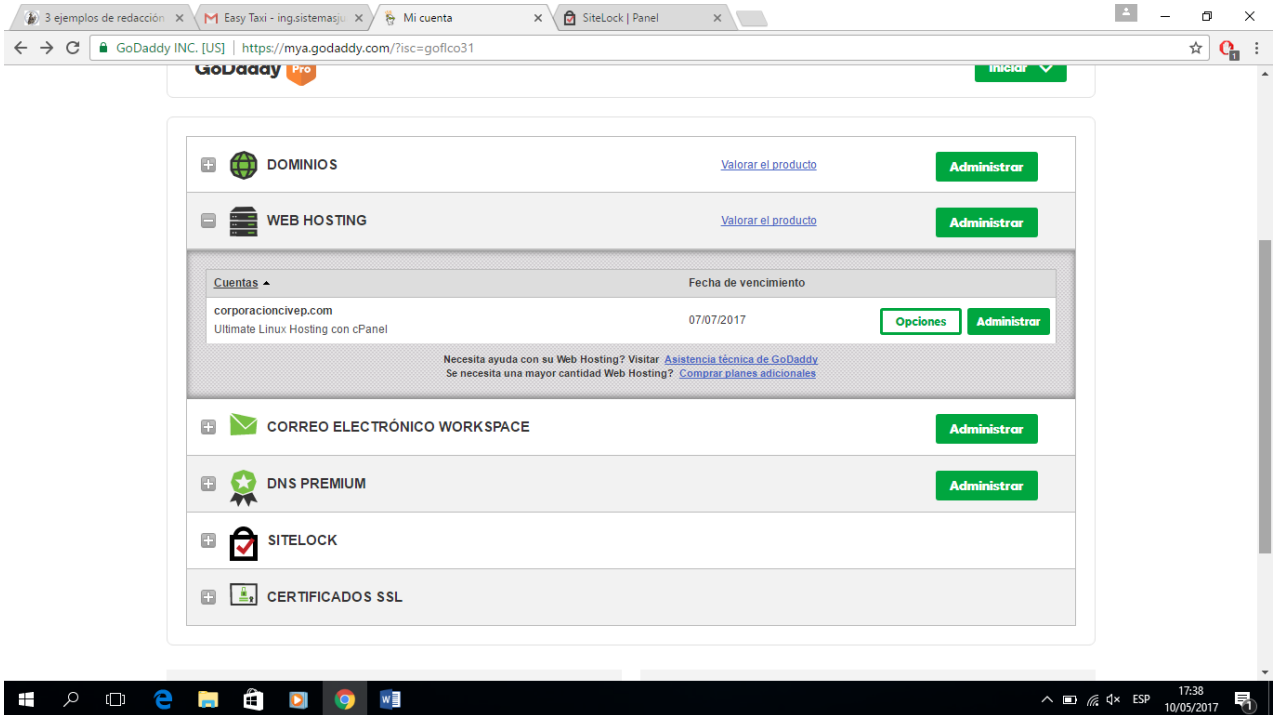 3 ejemplos de redacción
Easy Taxi - ing.sistemasju
Mi cuenta
SiteLock | Panel
GoDaddy INC. [US] | https://mya.godaddy.com/?isc=goflco31
GoDaddy Pro
Iniciar
DOMINIOS Valorar el producto Administrar
WEB HOSTING Valorar el producto Administrar
Cuentas Fecha de vencimiento
corporacioncivep.com
Ultimate Linux Hosting con cPanel
07/07/2017 Opciones Administrar
Necesita ayuda con su Web Hosting? Visitar Asistencia técnica de GoDaddy
Se necesita una mayor cantidad Web Hosting? Comprar planes adicionales
CORREO ELECTRÓNICO WORKSPACE Administrar
DNS PREMIUM Administrar
SITELOCK
CERTIFICADOS SSL
ESP
17:38
10/05/2017